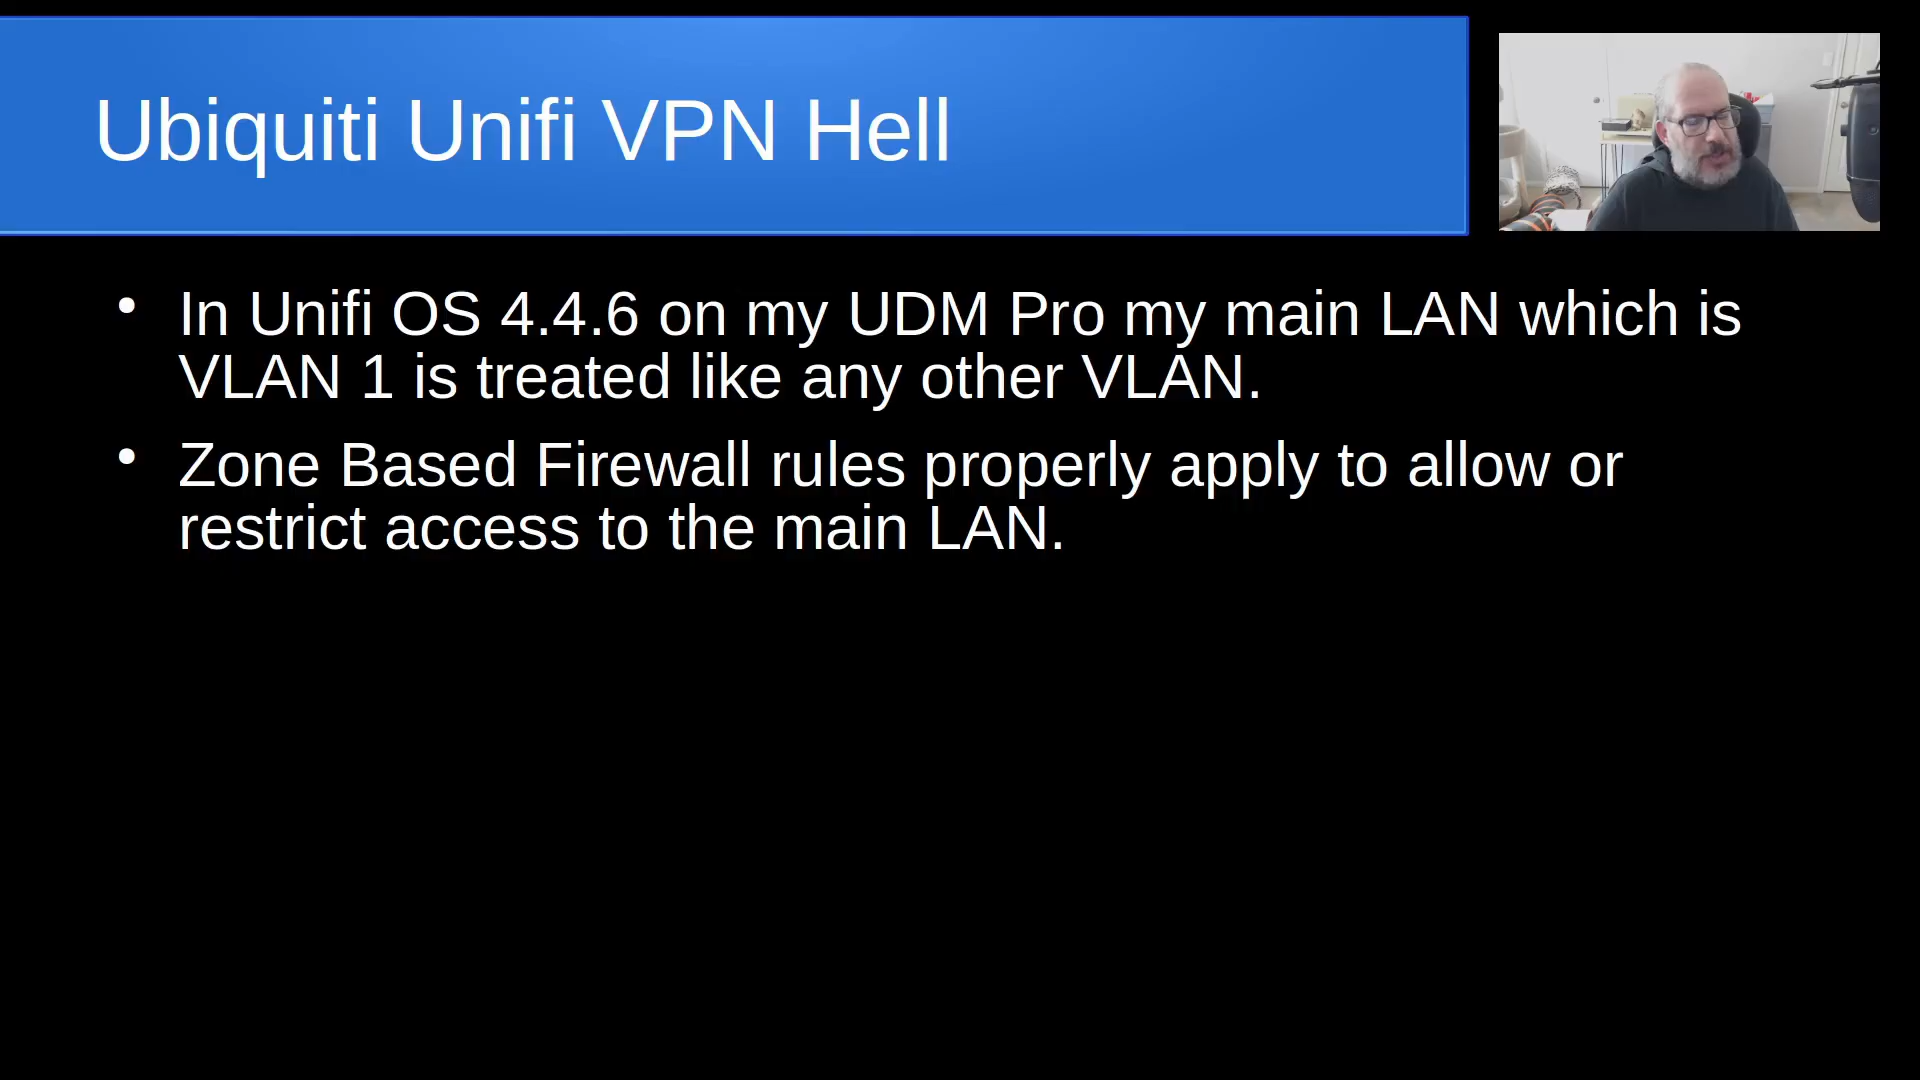 Ubiquiti Unifi VPN Hell
• In Unifi OS 4.4.6 on my UDM Pro my main LAN which is
VLAN 1 is treated like any other VLAN.
• Zone Based Firewall rules properly apply to allow or
restrict access to the main LAN.